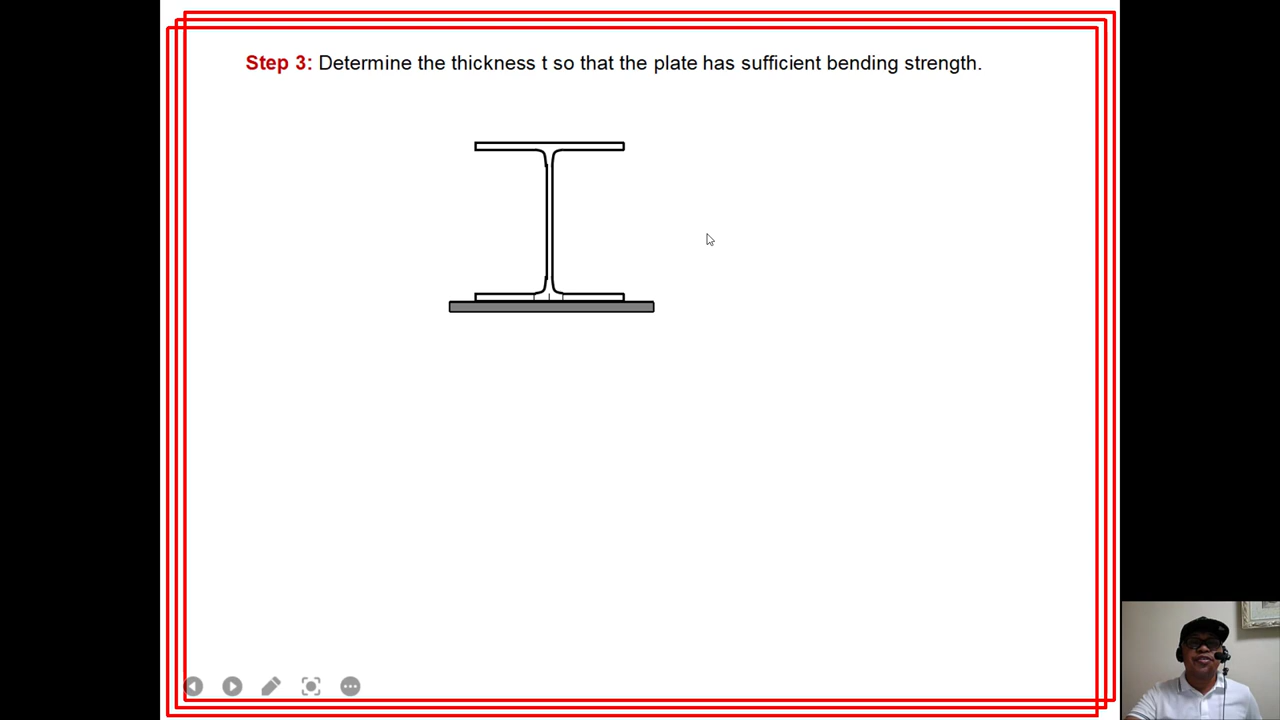 Step 3: Determine the thickness t so that the plate has sufficient bending strength.